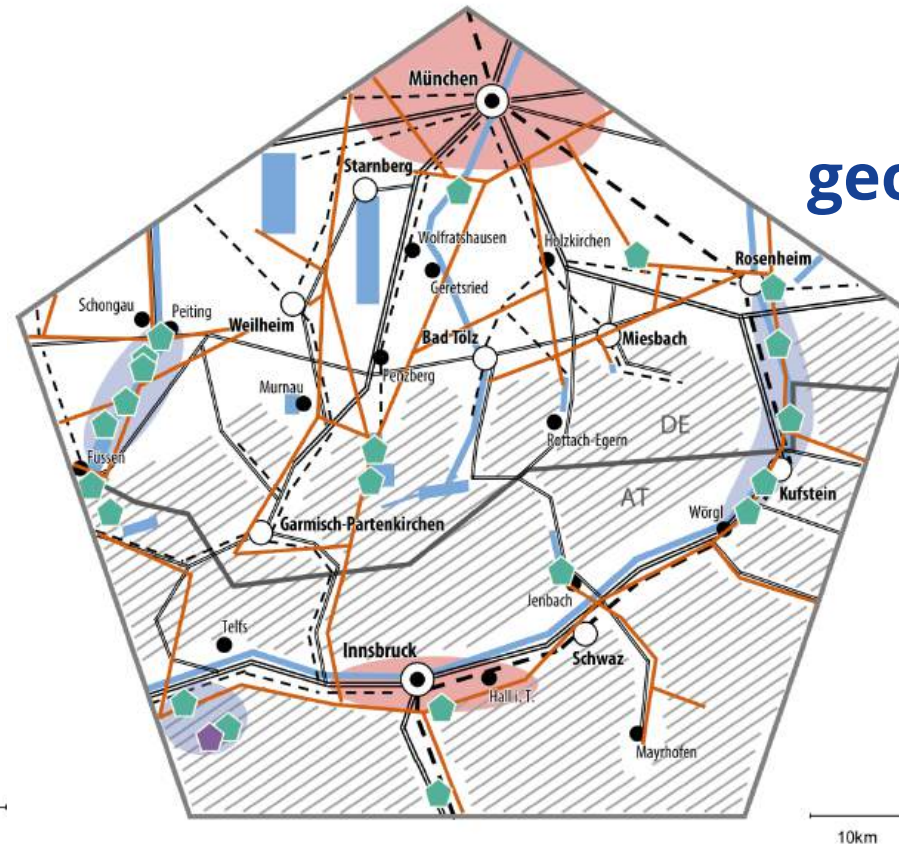 München
Starnberg
geo
Wolfratshausen
Holzkirchen
Rosenheim
Geretsried
Schongau
Peiting
Weilheim
Bad Tölz
Miesbach
Penzberg
Murnau
Rottach-Egern
DE
Füssen
AT
Kufstein
Wörgl
Garmisch-Partenkirchen
Jenbach
Telfs
Innsbruck
Schwaz
Hall i. T.
Mayrhofen
10km